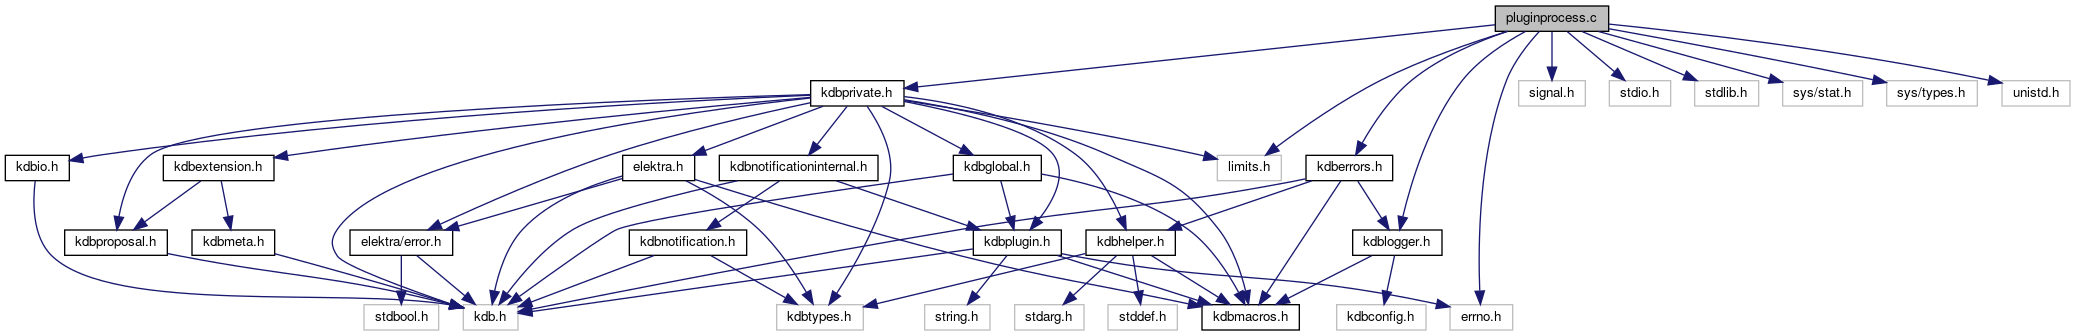 pluginprocess.c
kdbprivate.h
signal.h
stdio.h
stdlib.h
sys/stat.h
sys/types.h
unistd.h
kdbio.h
kdbextension.h
elektra.h
kdbnotificationinternal.h
kdbglobal.h
limits.h
kdberrors.h
kdbproposal.h
kdbmeta.h
elektra/error.h
kdbnotification.h
kdbplugin.h
kdbhelper.h
kdblogger.h
stdbool.h
kdb.h
kdbtypes.h
string.h
stdarg.h
stddef.h
kdbmacros.h
kdbconfig.h
errno.h